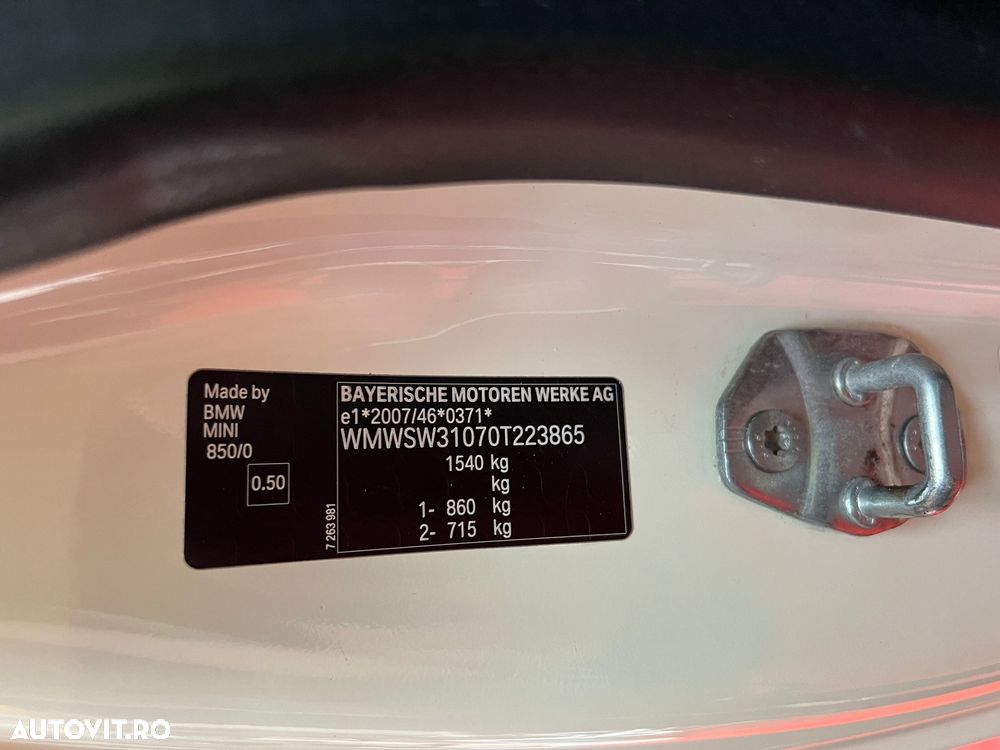 Made by
BMW
MINI
850/0
0.50
7 263 981
BAYERISCHE MOTOREN WERKE AG
e1*2007/46*0371*
WMWSW31070T223865
1540 kg
kg
1- 860 kg
2- 715 kg
AUTOVIT.RO